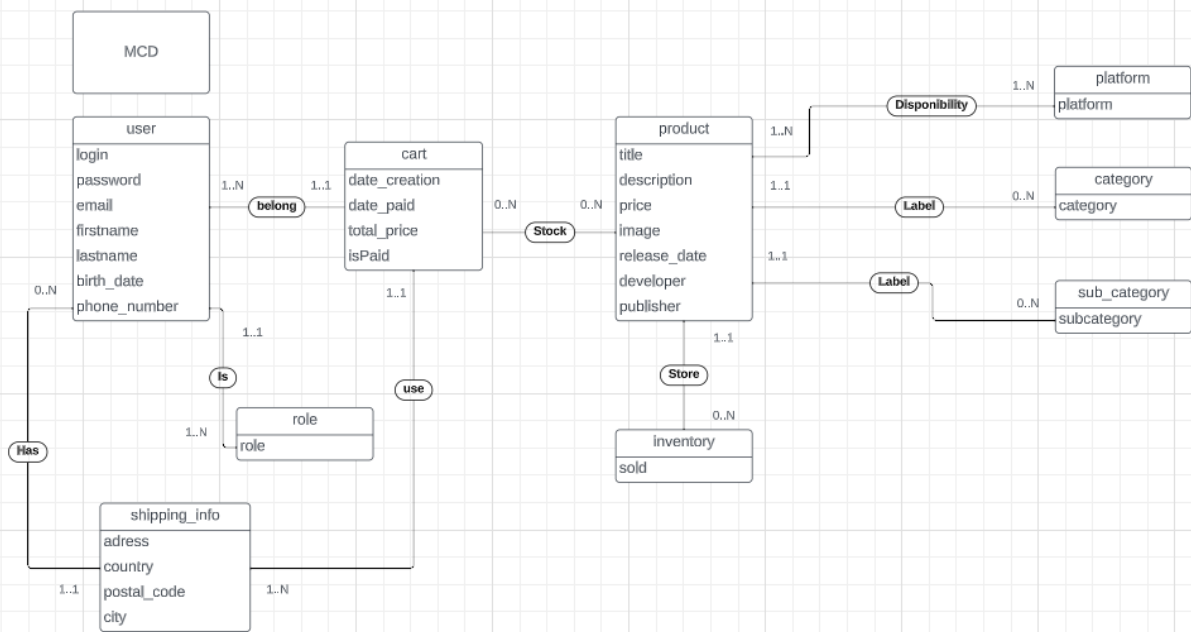 MCD
user
login
password
email
firstname
lastname
birth_date
phone_number
1..N
belong
1..1
cart
date_creation
date_paid
total_price
isPaid
0..N
Stock
0..N
product
title
description
price
image
release_date
developer
publisher
1..N
Disponibility
1..N
platform
platform
1..1
Label
0..N
category
category
1..1
Label
0..N
sub_category
subcategory
1..1
Store
0..N
inventory
sold
0..N
Has
1..1
1..1
Is
1..N
role
role
1..1
use
1..N
shipping_info
adress
country
postal_code
city